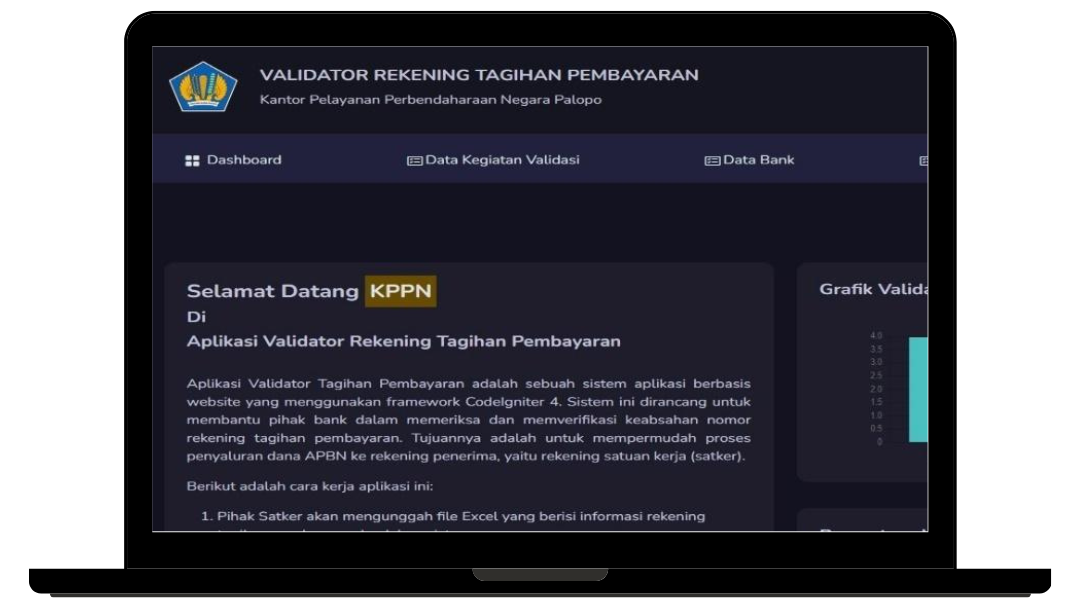 VALIDATOR REKENING TAGIHAN PEMBAYARAN
Kantor Pelayanan Perbendaharaan Negara Palopo
Dashboard
Data Kegiatan Validasi
Data Bank
Selamat Datang KPPN
Di
Aplikasi Validator Rekening Tagihan Pembayaran
Aplikasi Validator Tagihan Pembayaran adalah sebuah sistem aplikasi berbasis
website yang menggunakan framework CodeIgniter 4. Sistem ini dirancang untuk
membantu pihak bank dalam memeriksa dan memverifikasi keabsahan nomor
rekening tagihan pembayaran. Tujuannya adalah untuk mempermudah proses
penyaluran dana APBN ke rekening penerima, yaitu rekening satuan kerja (satker).
Berikut adalah cara kerja aplikasi ini:
1. Pihak Satker akan mengunggah file Excel yang berisi informasi rekening
Grafik Valida
4.0
3.5
3.0
2.5
2.0
1.5
1.0
0.5
0